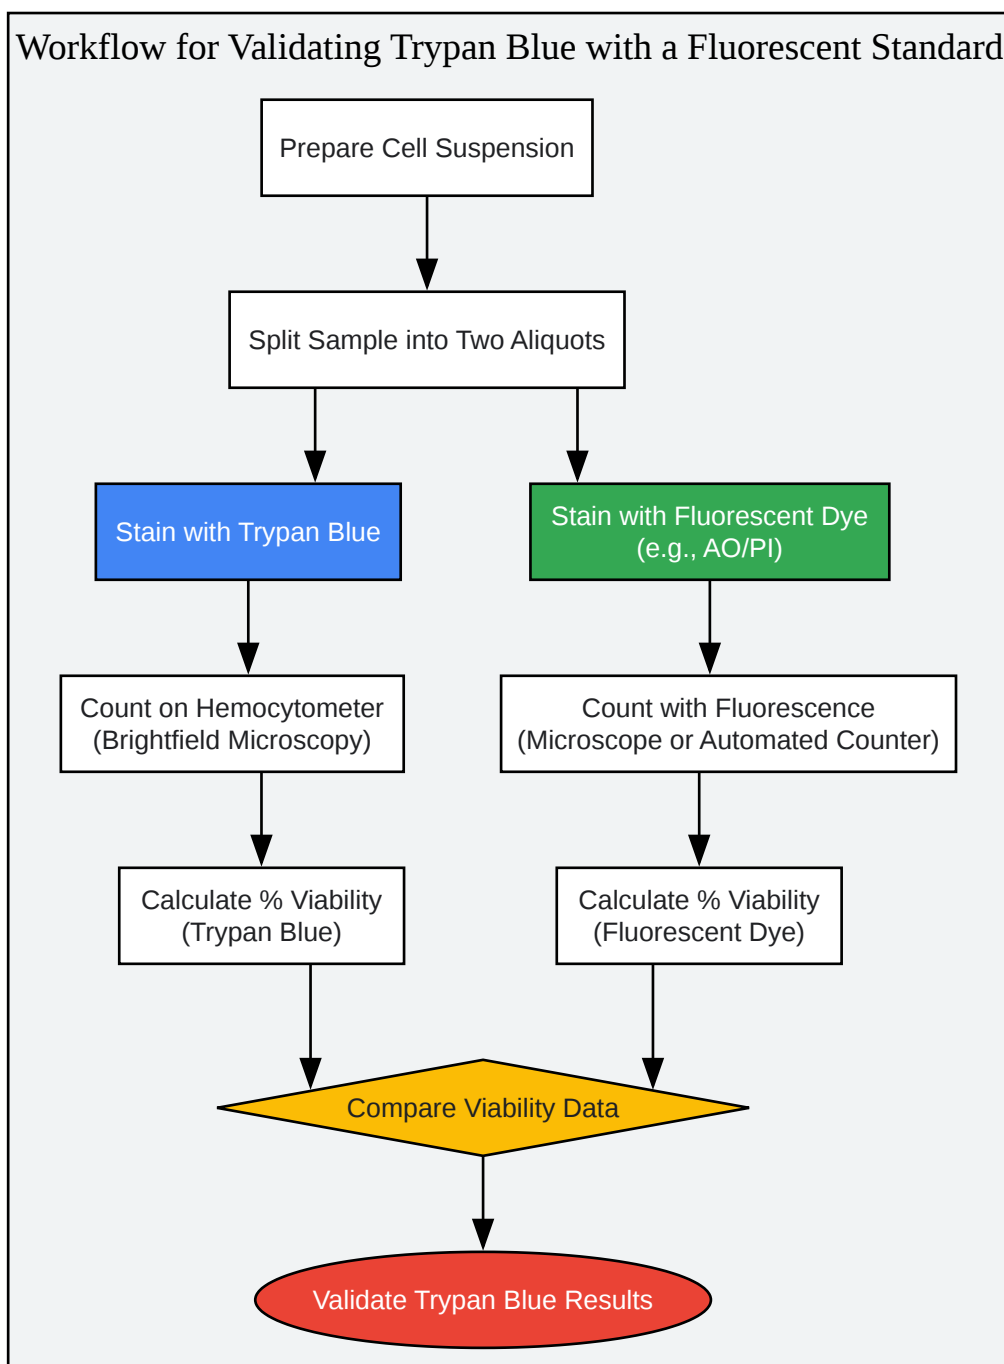 Workflow for Validating Trypan Blue with a Fluorescent Standard
Prepare Cell Suspension
Split Sample into Two Aliquots
Stain with Trypan Blue
Stain with Fluorescent Dye
(e.g., AO/PI)
Count on Hemocytometer
(Brightfield Microscopy)
Count with Fluorescence
(Microscope or Automated Counter)
Calculate % Viability
(Trypan Blue)
Calculate % Viability
(Fluorescent Dye)
Compare Viability Data
Validate Trypan Blue Results